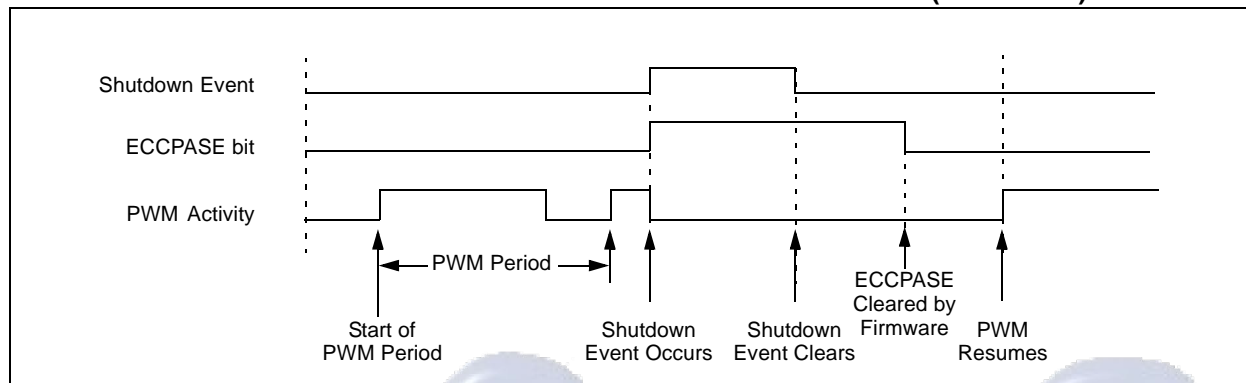 Shutdown Event
ECCPASE bit
PWM Activity
PWM Period
Start of
PWM Period
Shutdown
Event Occurs
Shutdown
Event Clears
ECCPASE
Cleared by
Firmware
PWM
Resumes